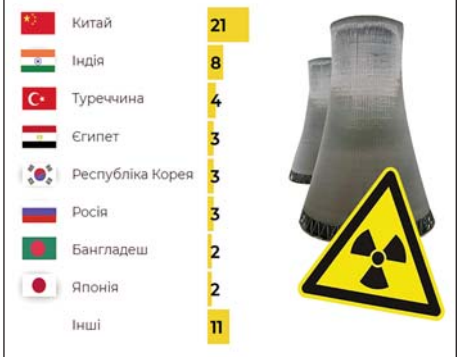 Китай 21
Індія 8
Туреччина 4
Єгипет 3
Республіка Корея 3
Росія 3
Бангладеш 2
Японія 2
Інші 11